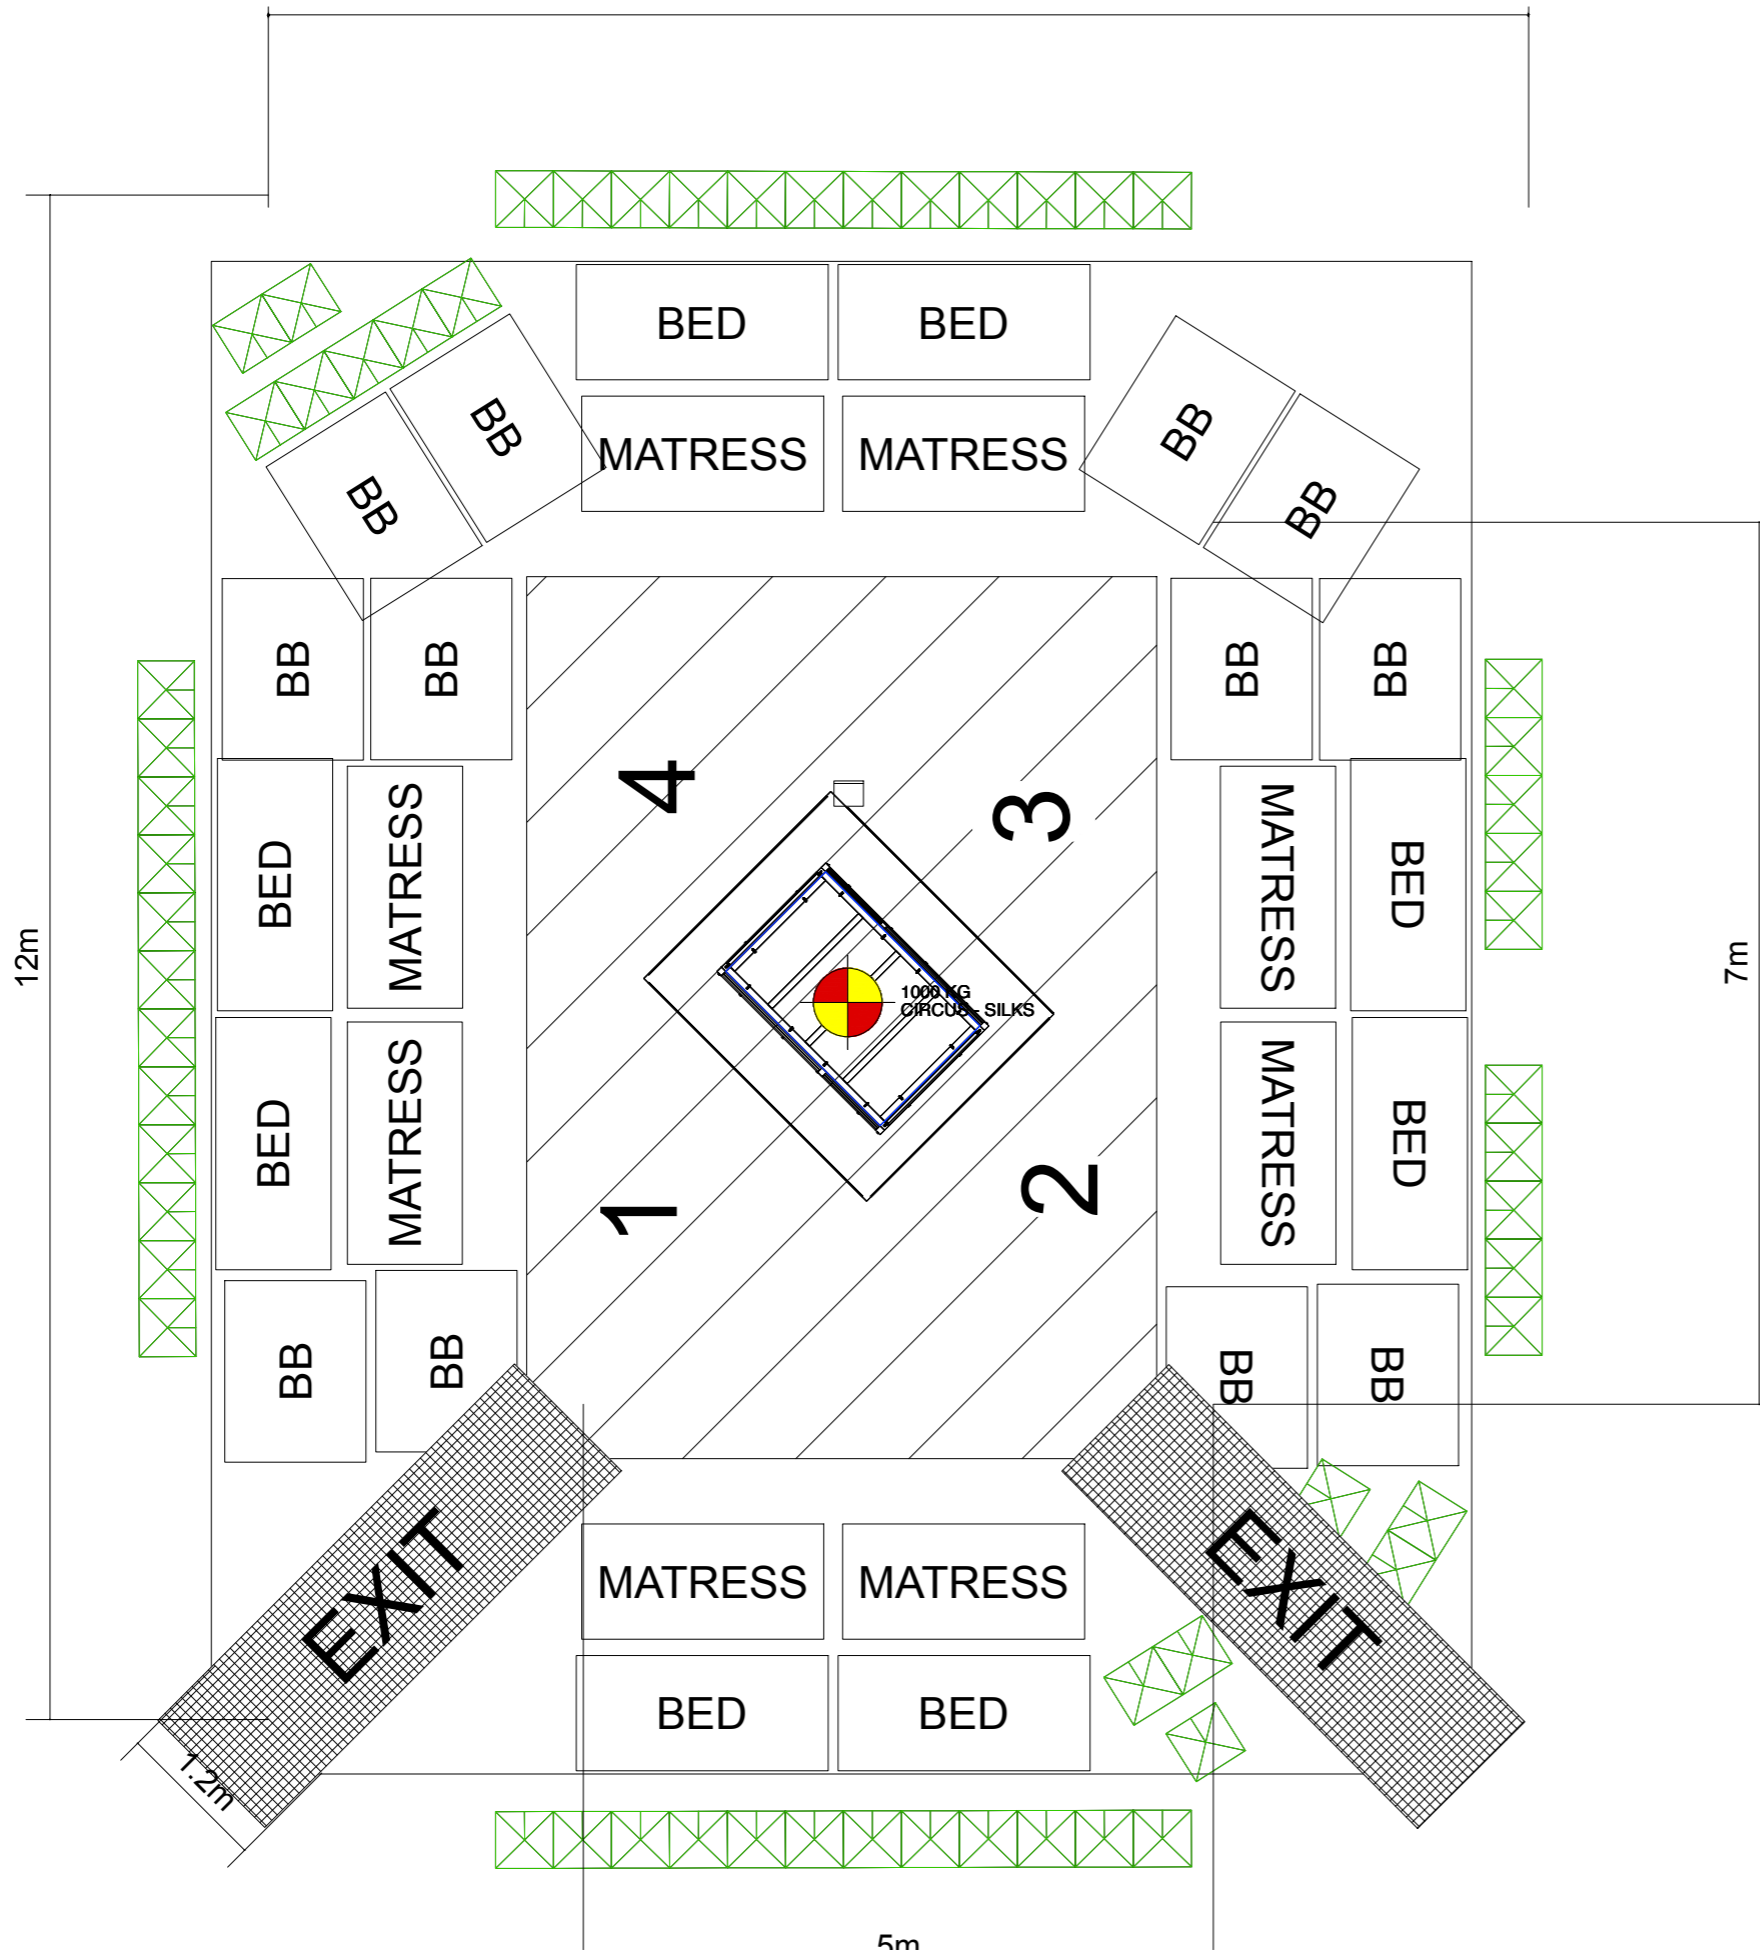 BED
BED
BB
BB
MATRESS
MATRESS
BB
BB
BB
BB
BB
BB
4
3
BED
MATRESS
MATRESS
BED
12m
7m
1000 KG
CIRCUS - SILKS
BED
MATRESS
MATRESS
BED
1
2
BB
BB
BB
BB
EXIT
EXIT
MATRESS
MATRESS
BED
BED
1.2m
5m